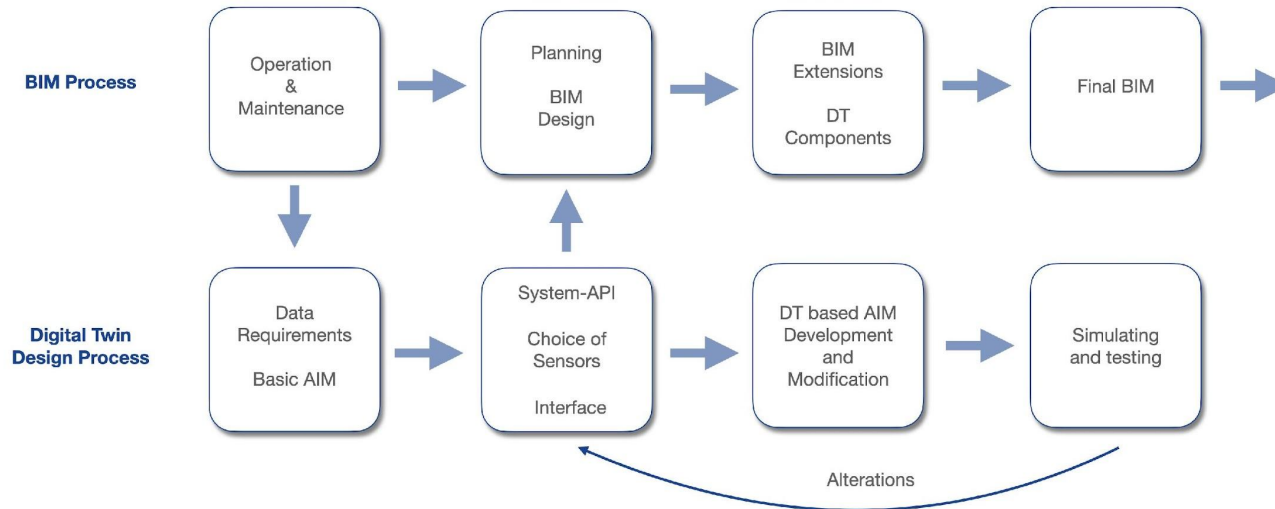 BIM Process
Operation
&
Maintenance
Planning
BIM
Design
BIM
Extensions
DT
Components
Final BIM
Digital Twin
Design Process
Data
Requirements
Basic AIM
System-API
Choice of
Sensors
Interface
DT based AIM
Development
and
Modification
Simulating
and testing
Alterations